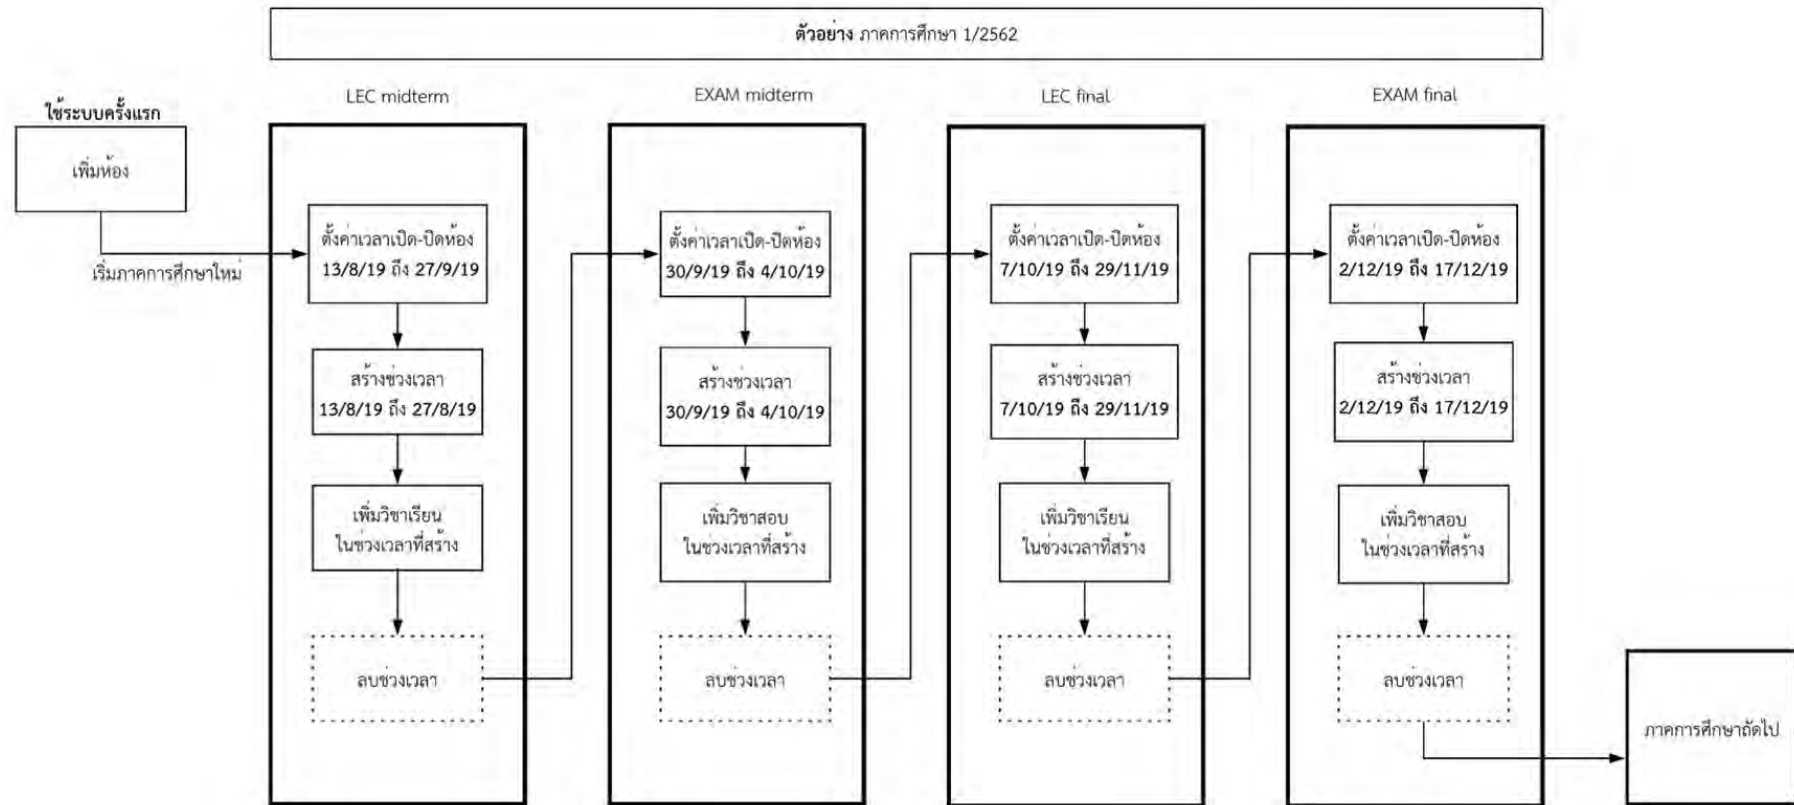 ตัวอย่าง ภาคการศึกษา 1/2562
ใช้ระบบครั้งแรก
เพิ่มห้อง
เริ่มภาคการศึกษาใหม่
LEC midterm
ตั้งค่าเวลาเปิด-ปิดห้อง
13/8/19 ถึง 27/9/19
สร้างช่วงเวลา
13/8/19 ถึง 27/8/19
เพิ่มวิชาเรียน
ในช่วงเวลาที่สร้าง
ลบช่วงเวลา
EXAM midterm
ตั้งค่าเวลาเปิด-ปิดห้อง
30/9/19 ถึง 4/10/19
สร้างช่วงเวลา
30/9/19 ถึง 4/10/19
เพิ่มวิชาสอบ
ในช่วงเวลาที่สร้าง
ลบช่วงเวลา
LEC final
ตั้งค่าเวลาเปิด-ปิดห้อง
7/10/19 ถึง 29/11/19
สร้างช่วงเวลา
7/10/19 ถึง 29/11/19
เพิ่มวิชาเรียน
ในช่วงเวลาที่สร้าง
ลบช่วงเวลา
EXAM final
ตั้งค่าเวลาเปิด-ปิดห้อง
2/12/19 ถึง 17/12/19
สร้างช่วงเวลา
2/12/19 ถึง 17/12/19
เพิ่มวิชาสอบ
ในช่วงเวลาที่สร้าง
ลบช่วงเวลา
ภาคการศึกษาถัดไป